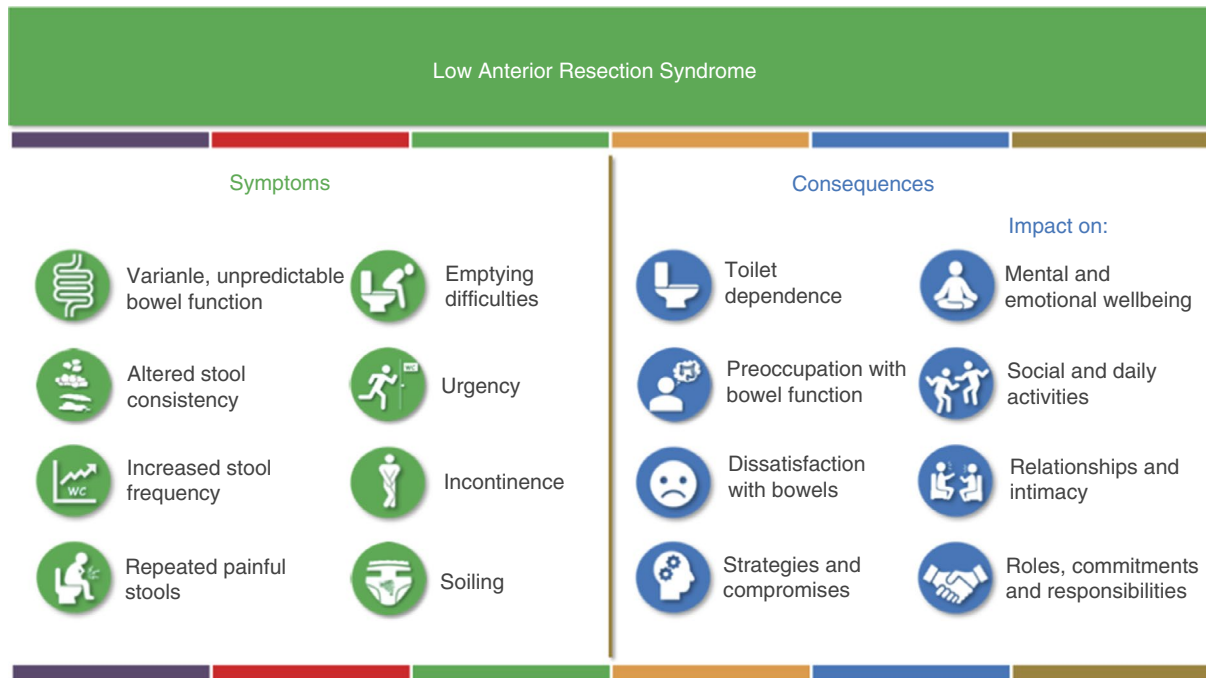 Low Anterior Resection Syndrome
Symptoms
Varianle, unpredictable
bowel function
Altered stool
consistency
WC
Increased stool
frequency
Repeated painful
stools
Emptying
difficulties
WC
Urgency
Incontinence
Soiling
Consequences
Toilet
dependence
Preoccupation with
bowel function
Dissatisfaction
with bowels
Strategies and
compromises
Impact on:
Mental and
emotional wellbeing
Social and daily
activities
Relationships and
intimacy
Roles, commitments
and responsibilities